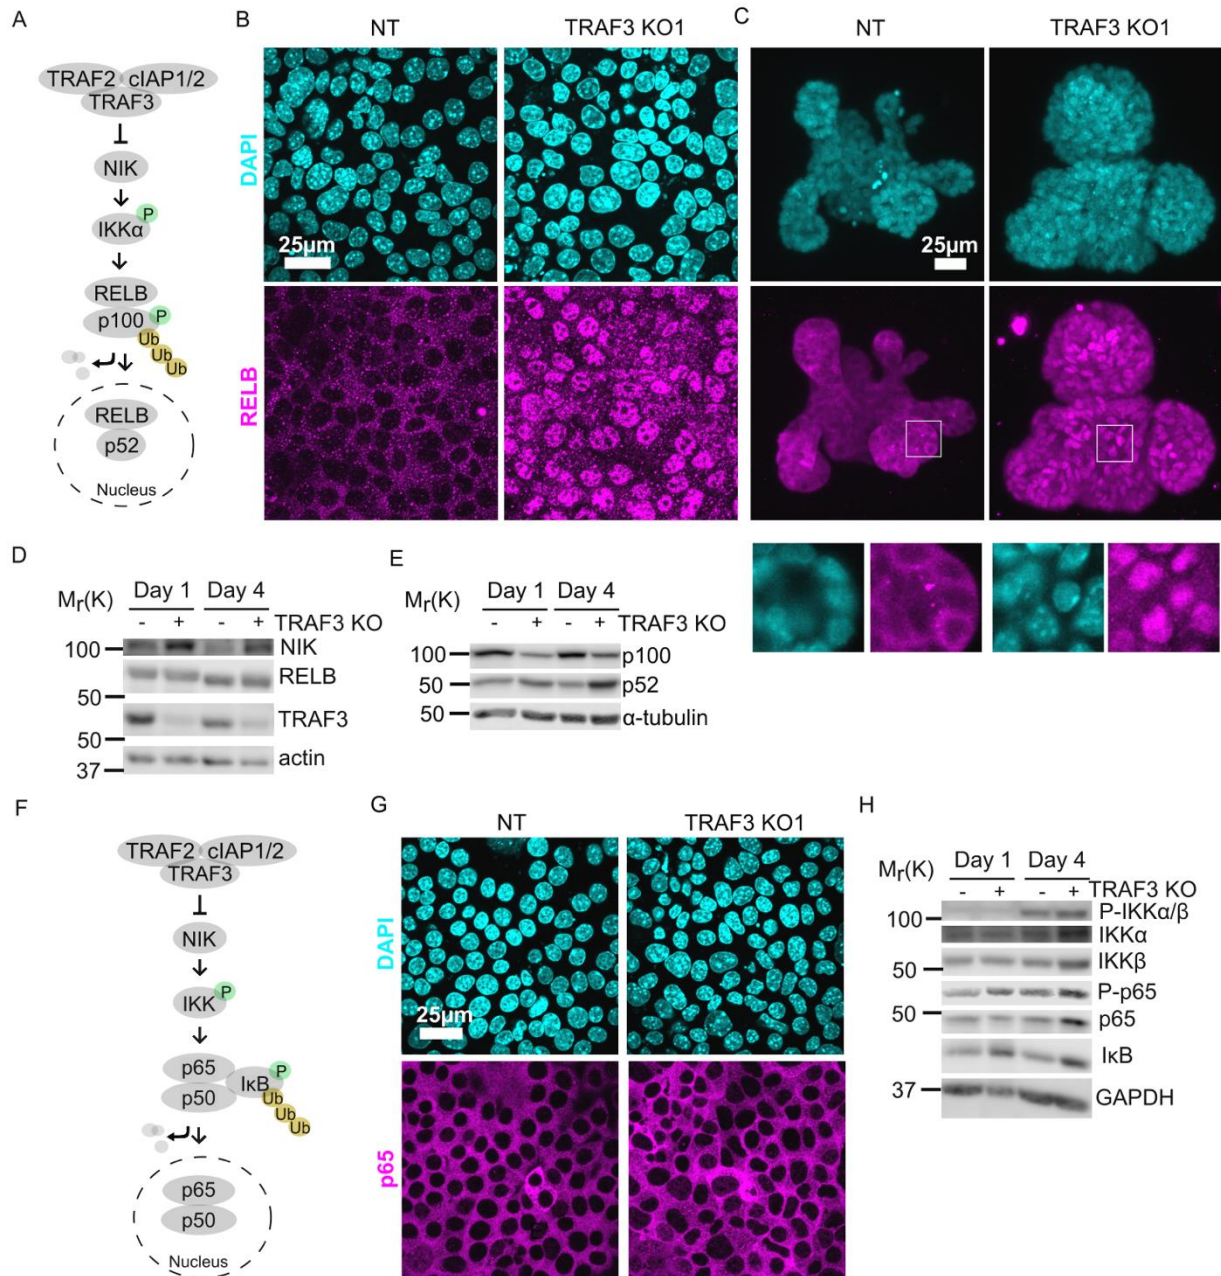 A
TRAF2 cIAP1/2
TRAF3
NIK
P
IKKα
RELB
p100 P
Ub
Ub
Ub
RELB
p52
Nucleus
B
NT TRAF3 KO1
DAPI
25µm
RELB
C
NT TRAF3 KO1
25µm
D
Mr(K) Day 1 Day 4
- + - + TRAF3 KO
100 NIK
RELB
50
TRAF3
50
actin
37
E
Mr(K) Day 1 Day 4
- + - + TRAF3 KO
100 p100
50 p52
50 α-tubulin
F
TRAF2 cIAP1/2
TRAF3
NIK
P
IKK
p65 IκB P
p50 Ub
Ub
Ub
p65
p50
Nucleus
G
NT TRAF3 KO1
DAPI
25µm
p65
H
Mr(K) Day 1 Day 4
- + - + TRAF3 KO
100 P-IKKα/β
IKKα
50 IKKβ
P-p65
50
p65
IκB
37 GAPDH